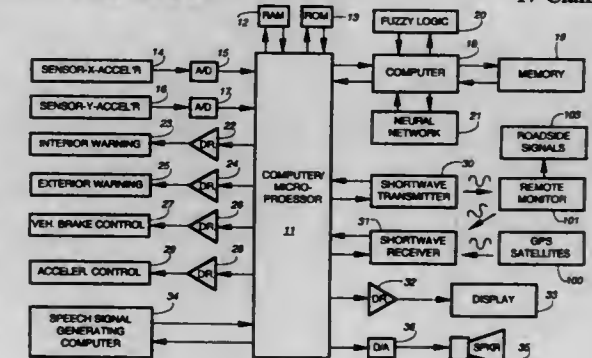 12
RAM
ROM
13
FUZZY LOGIC
20
14
15
18
19
SENSOR-X-ACCEL'R
A/D
COMPUTER
MEMORY
16
17
SENSOR-Y-ACCEL'R
A/D
23
22
NEURAL
NETWORK
21
103
ROADSIDE
SIGNALS
INTERIOR WARNING
DR.
25
24
30
EXTERIOR WARNING
DR.
COMPUTER/
MICRO-
PROCESSOR
11
SHORTWAVE
TRANSMITTER
REMOTE
MONITOR
101
27
26
31
VEH. BRAKE CONTROL
DR.
SHORTWAVE
RECEIVER
GPS
SATELLITES
100
29
28
ACCELER. CONTROL
DR.
32
DR.
DISPLAY
33
34
SPEECH SIGNAL
GENERATING
COMPUTER
36
D/A
SPKR
35